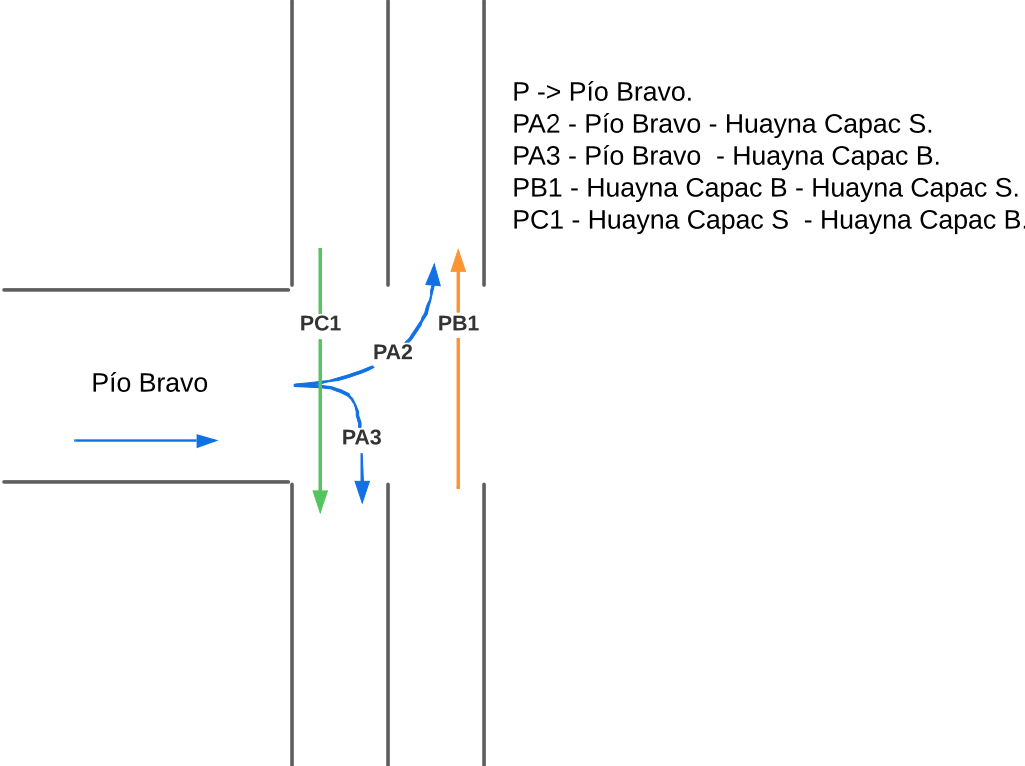 P -> Pío Bravo.
PA2 - Pío Bravo - Huayna Capac S.
PA3 - Pío Bravo  - Huayna Capac B.
PB1 - Huayna Capac B - Huayna Capac S.
PC1 - Huayna Capac S  - Huayna Capac B.
PC1
PB1
PA2
Pío Bravo
PA3